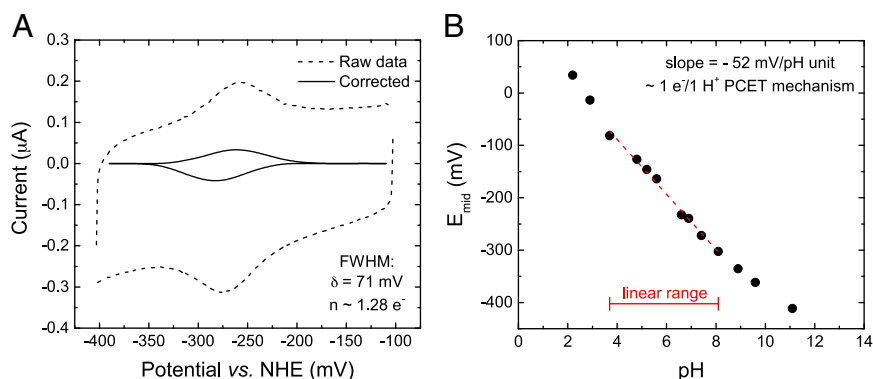 A
0.3
0.2
0.1
0.0
-0.1
-0.2
-0.3
-0.4
Current (μA)
Raw data
Corrected
FWHM:
δ = 71 mV
n ~ 1.28 e⁻
-400 -350 -300 -250 -200 -150 -100
Potential vs. NHE (mV)
B
100
0
-100
-200
-300
-400
E_mid (mV)
slope = - 52 mV/pH unit
~ 1 e⁻/1 H⁺ PCET mechanism
linear range
0 2 4 6 8 10 12 14
pH